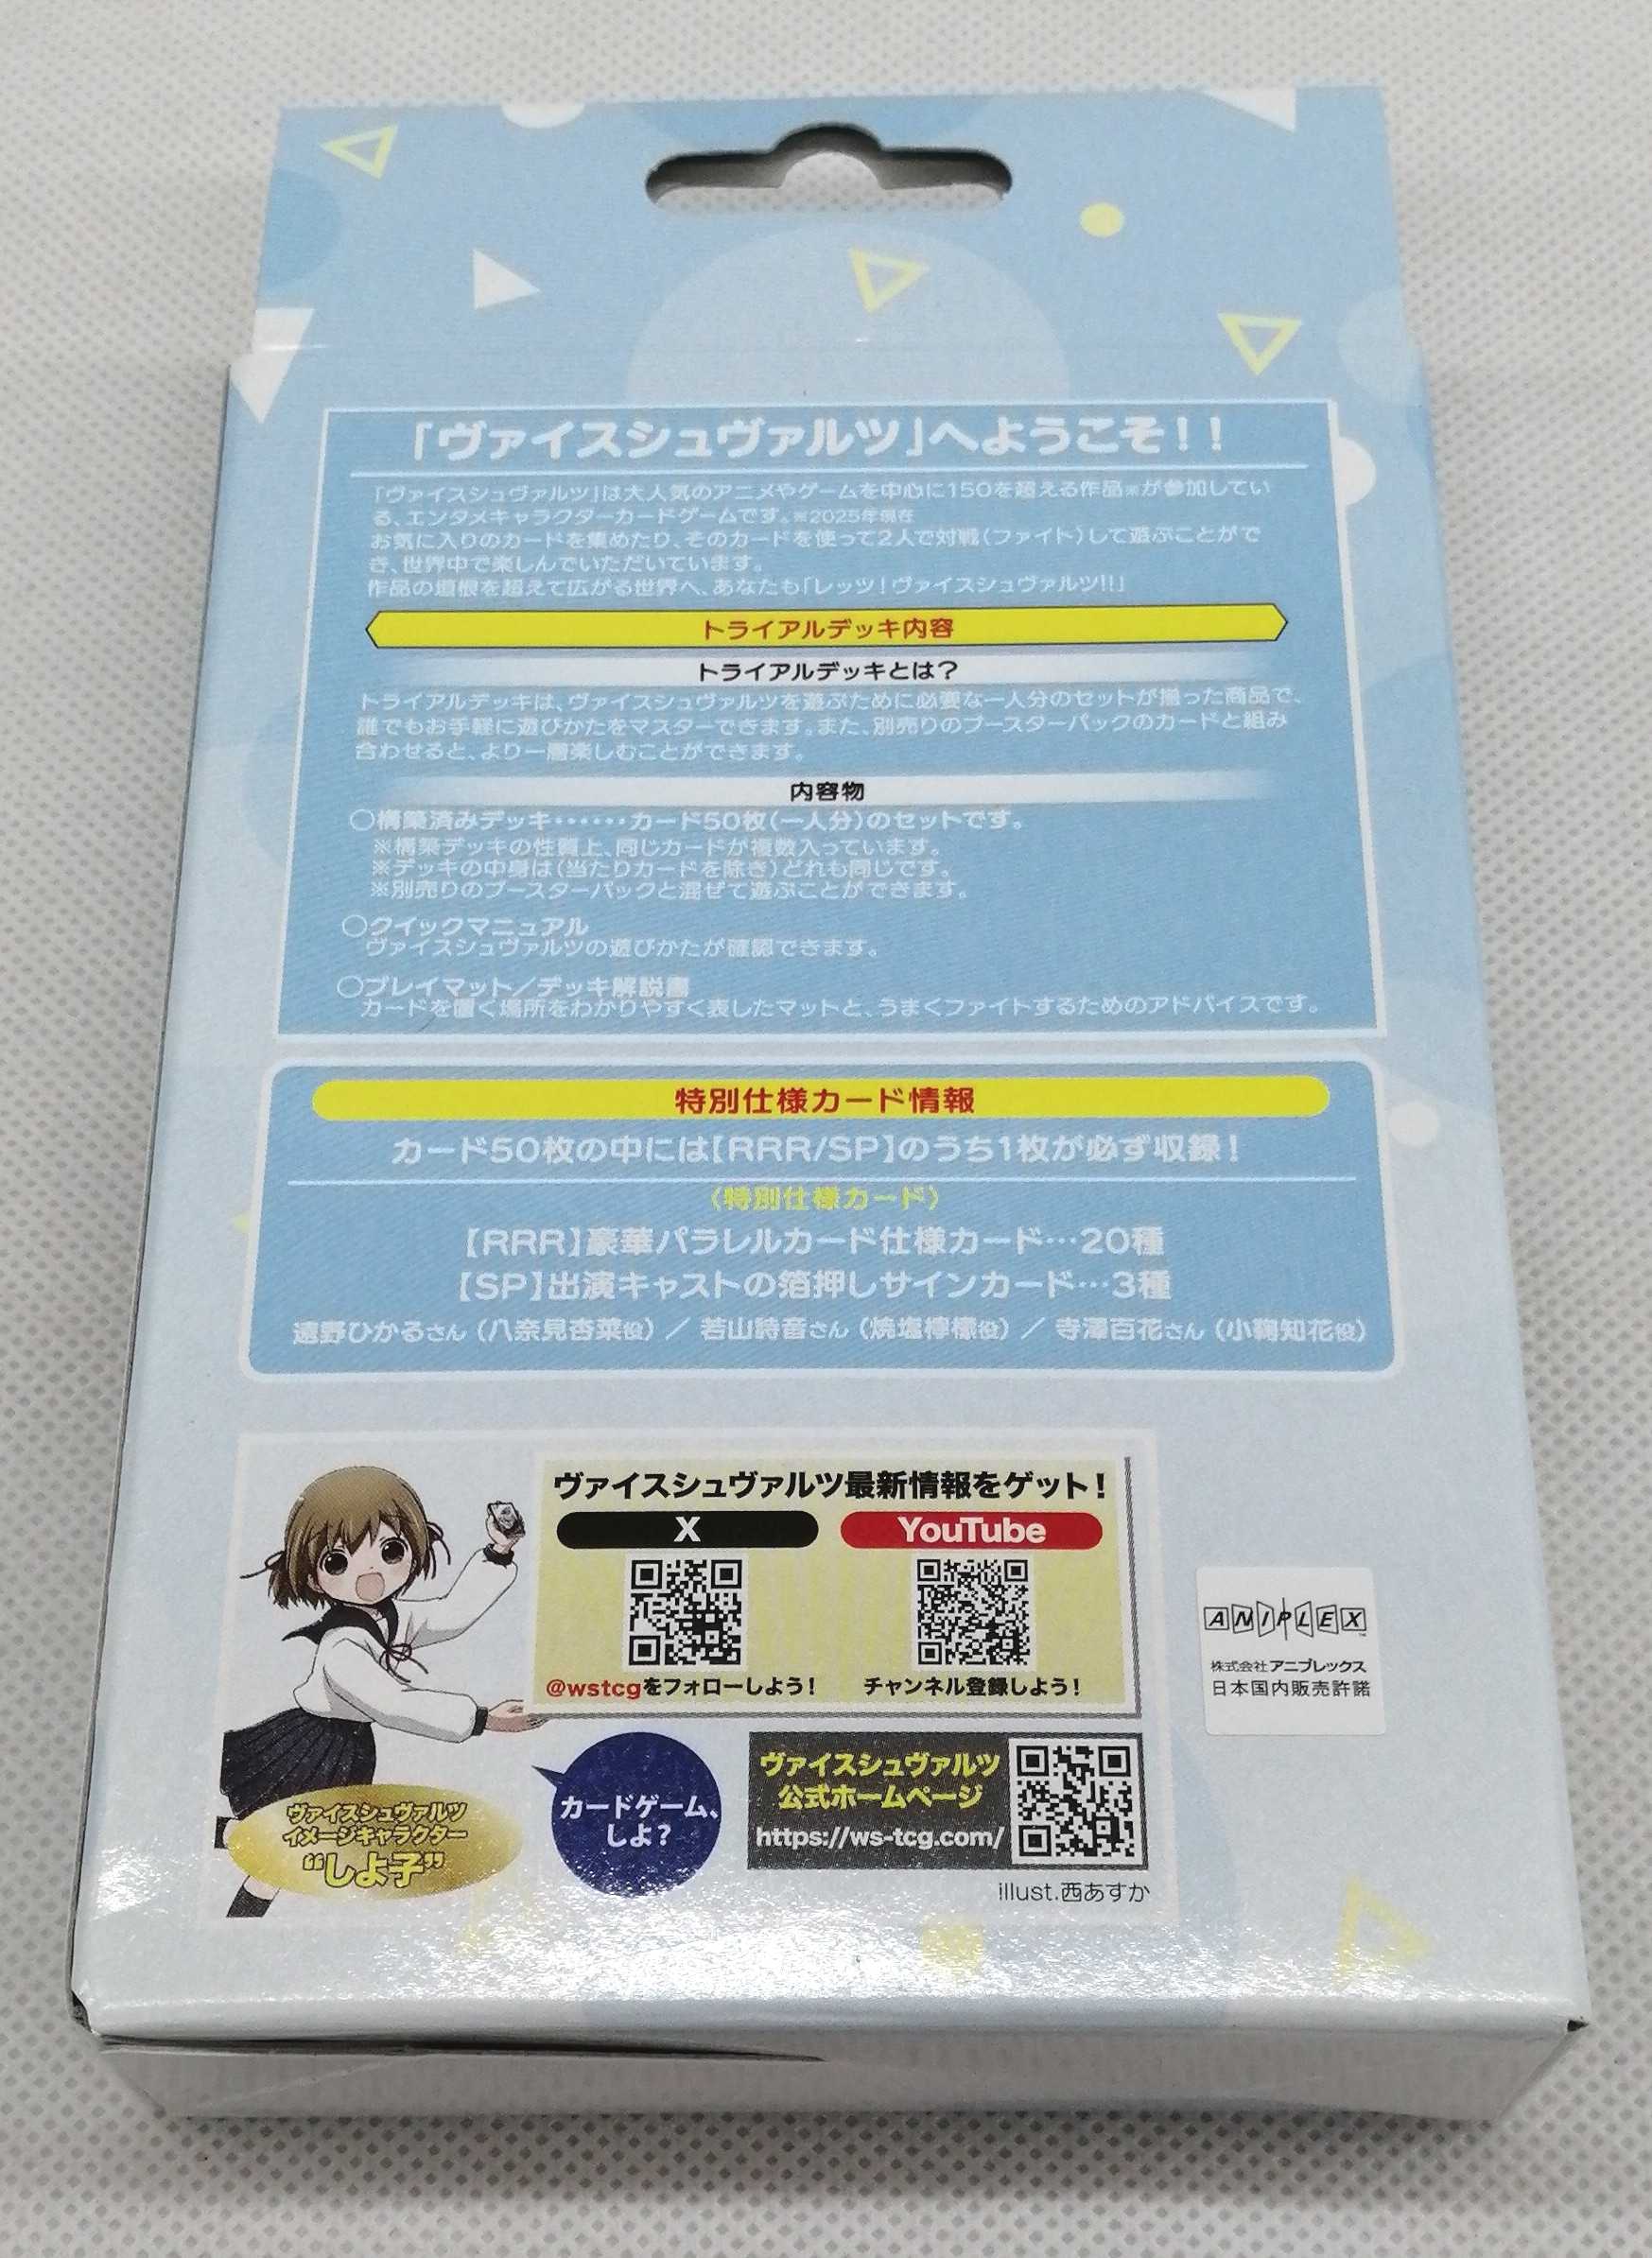 「ヴァイスシュヴァルツ」へようこそ！！
「ヴァイスシュヴァルツ」は大人気のアニメやゲームを中心に150を超える作品※が参加してい
る、エンタメキャラクターカードゲームです。※2025年現在
お気に入りのカードを集めたり、そのカードを使って2人で対戦（ファイト）して遊ぶことがで
き、世界中で楽しんでいただいています。
作品の垣根を超えて広がる世界へ、あなたも「レッツ！ヴァイスシュヴァルツ!!」
トライアルデッキ内容
トライアルデッキとは？
トライアルデッキは、ヴァイスシュヴァルツを遊ぶために必要な一人分のセットが揃った商品で、
誰でもお手軽に遊びかたをマスターできます。また、別売りのブースターパックのカードと組み
合わせると、より一層楽しむことができます。
内容物
○構築済みデッキ‥‥‥‥カード50枚（一人分）のセットです。
※構築デッキの性質上、同じカードが複数入っています。
※デッキの中身は（当たりカードを除き）どれも同じです。
※別売りのブースターパックと混ぜて遊ぶことができます。
○クイックマニュアル
ヴァイスシュヴァルツの遊びかたが確認できます。
○プレイマット／デッキ解説書
カードを置く場所をわかりやすく表したマットと、うまくファイトするためのアドバイスです。
特別仕様カード情報
カード50枚の中には【RRR/SP】のうち1枚が必ず収録！
〈特別仕様カード〉
【RRR】豪華パラレルカード仕様カード…20種
【SP】出演キャストの箔押しサインカード…3種
遠野ひかるさん（八奈見杏菜役）／ 若山詩音さん（焼塩檸檬役）／ 寺澤百花さん（小鞠知花役）
ヴァイスシュヴァルツ最新情報をゲット！
X
YouTube
@wstcgをフォローしよう！
チャンネル登録しよう！
ANIPLEX
株式会社アニプレックス
日本国内販売許諾
カードゲーム、
しよ？
ヴァイスシュヴァルツ
公式ホームページ
https://ws-tcg.com/
ヴァイスシュヴァルツ
イメージキャラクター
“しよ子”
illust.西あすか